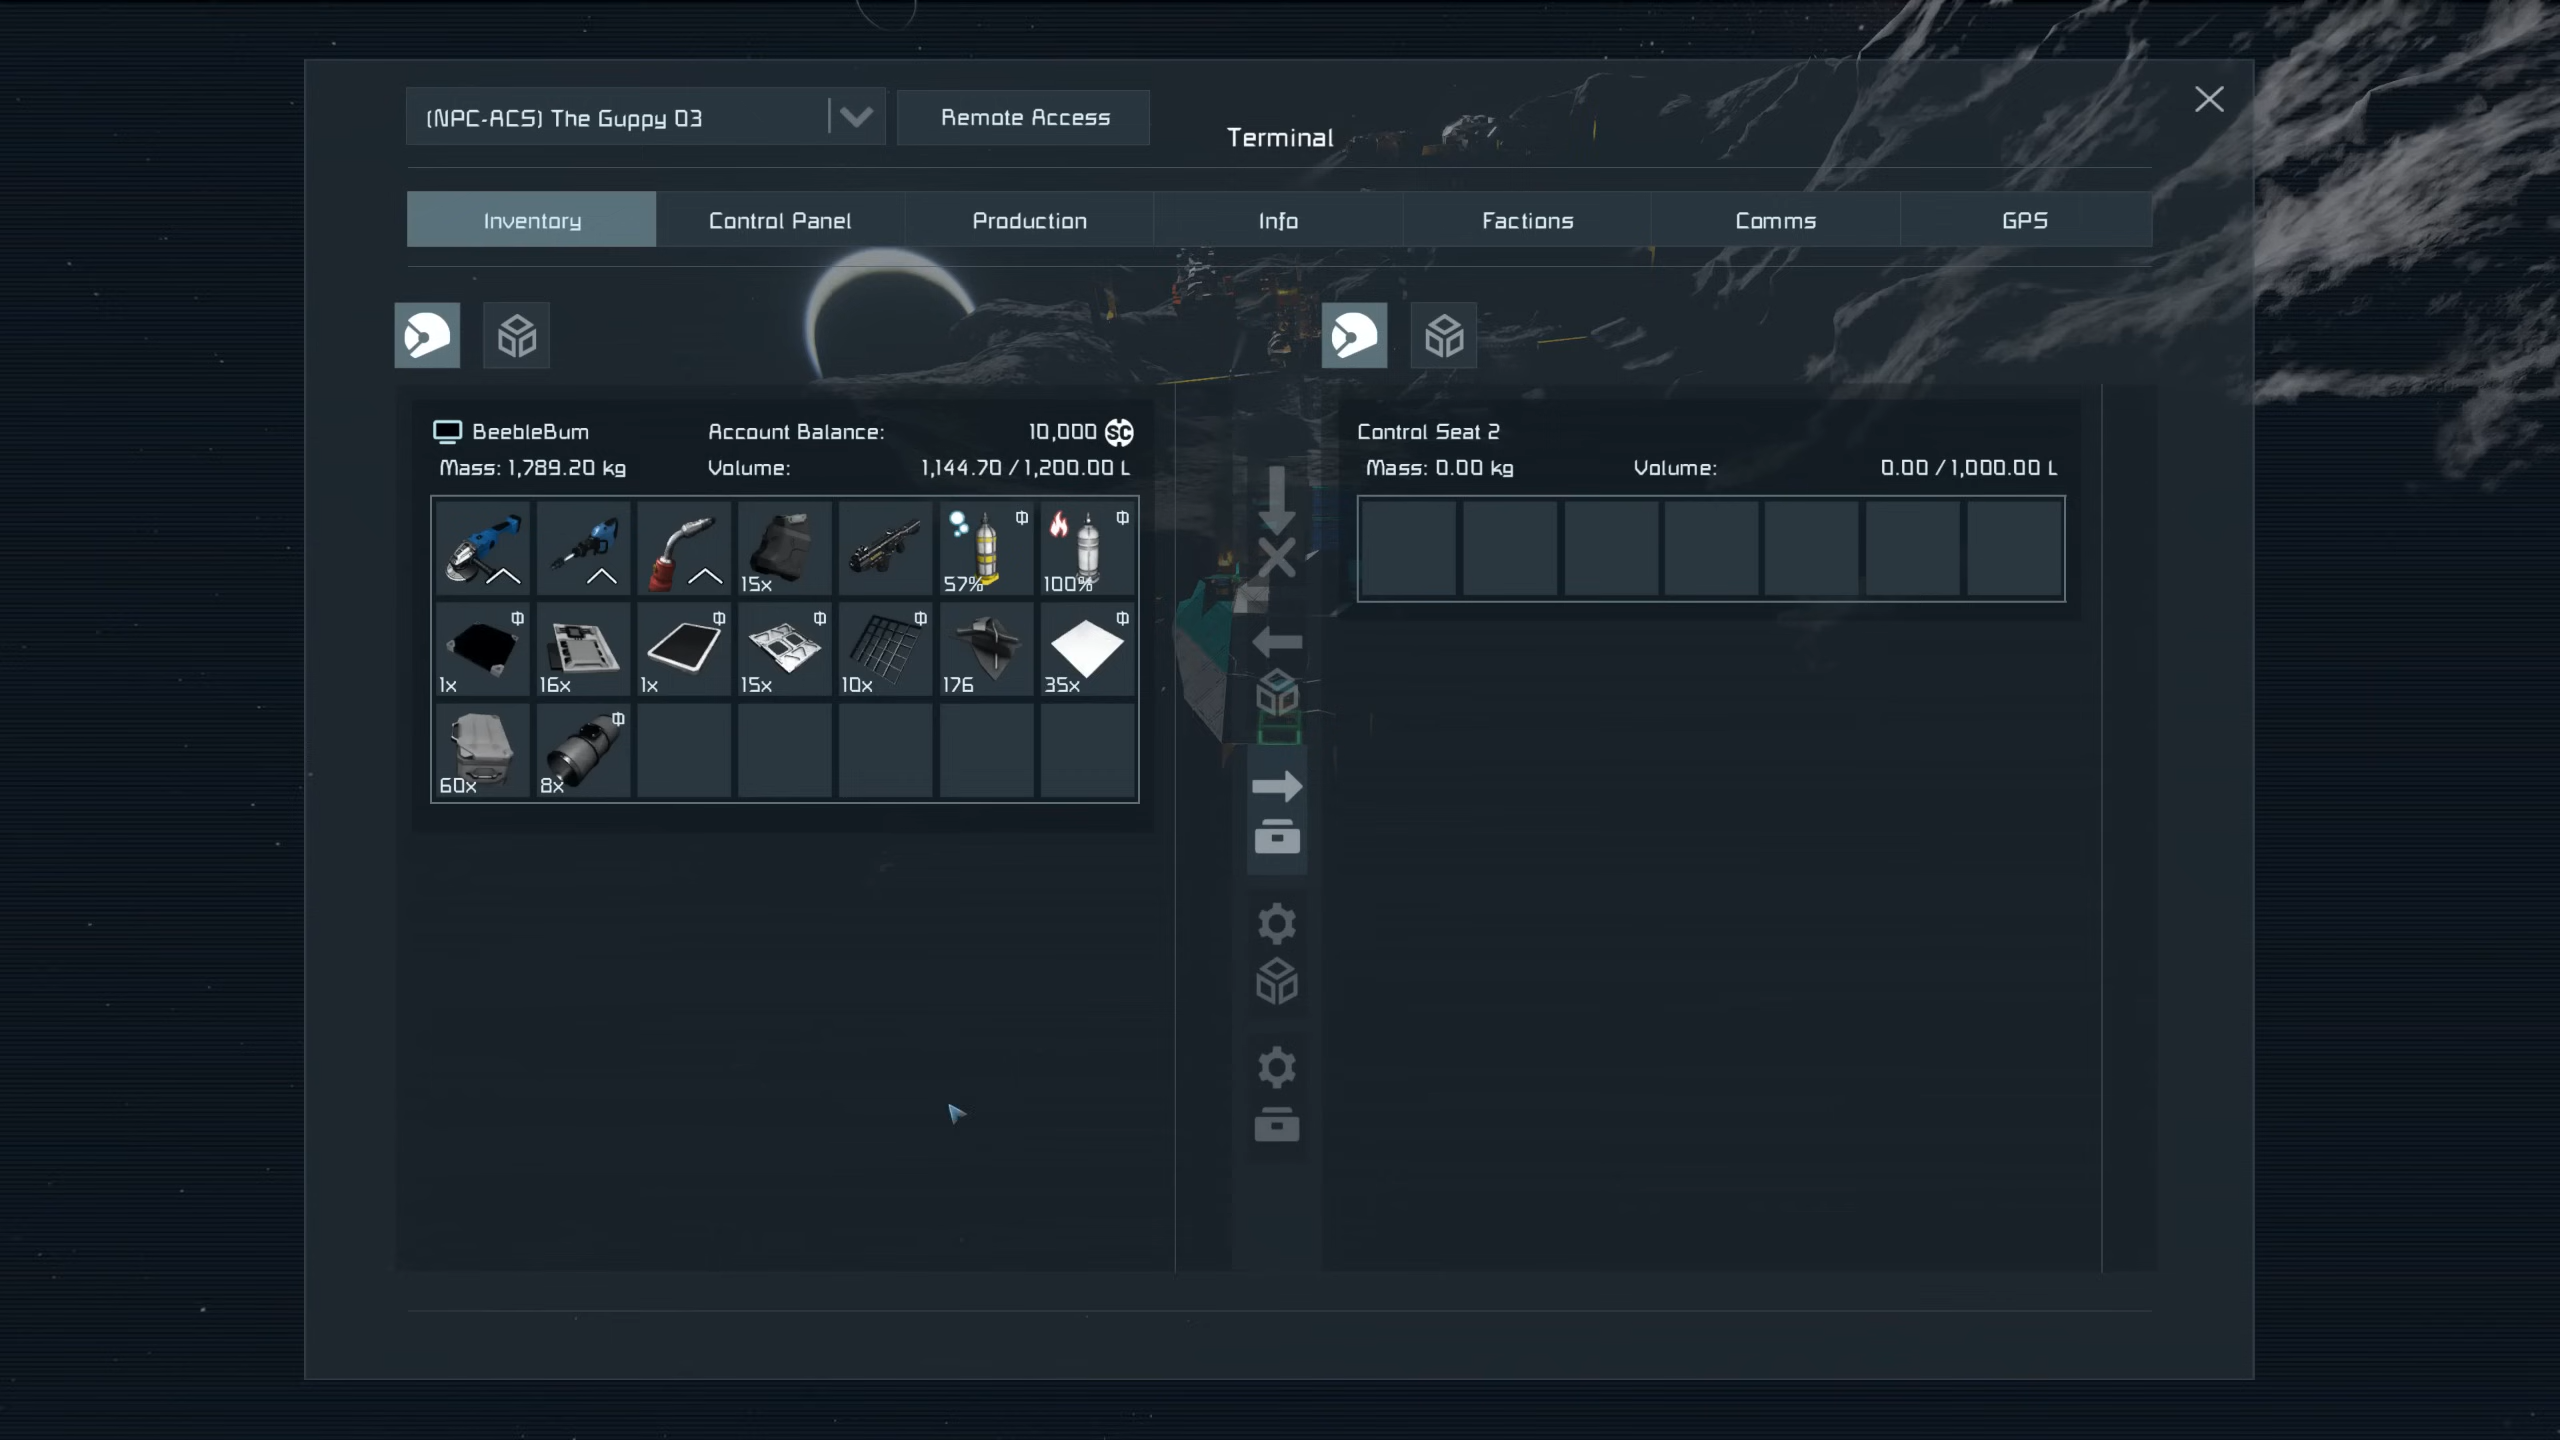 [NPC-ACS] The Guppy 03
Remote Access
Terminal
Inventory
Control Panel
Production
Info
Factions
Comms
GPS
BeebleBum
Account Balance:
10,000 SC
Mass: 1,789.20 kg
Volume:
1,144.70 / 1,200.00 L
15x
57%
100%
1x
16x
1x
15x
10x
176
35x
60x
8x
Control Seat 2
Mass: 0.00 kg
Volume:
0.00 / 1,000.00 L